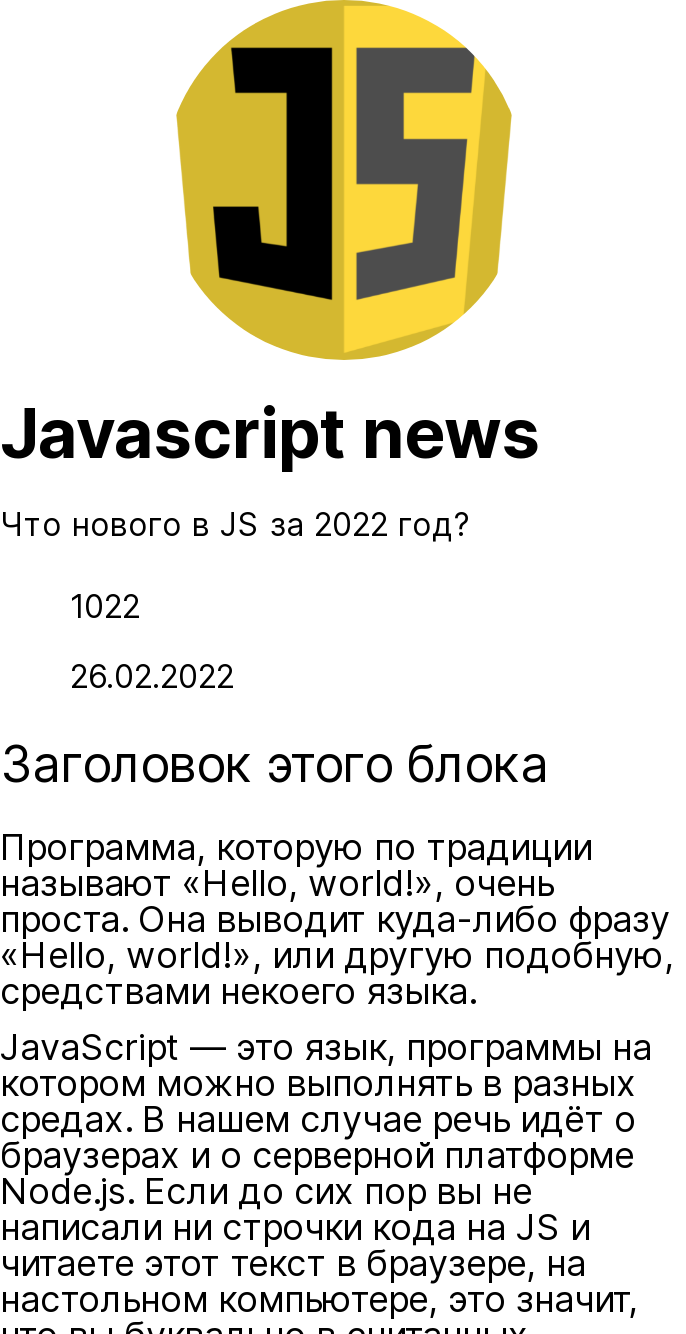 JS
Javascript news
Что нового в JS за 2022 год?
1022
26.02.2022
Заголовок этого блока
Программа, которую по традиции
называют «Hello, world!», очень
проста. Она выводит куда-либо фразу
«Hello, world!», или другую подобную,
средствами некоего языка.
JavaScript — это язык, программы на
котором можно выполнять в разных
средах. В нашем случае речь идёт о
браузерах и о серверной платформе
Node.js. Если до сих пор вы не
написали ни строчки кода на JS и
читаете этот текст в браузере, на
настольном компьютере, это значит,
что вы буквально в считанных